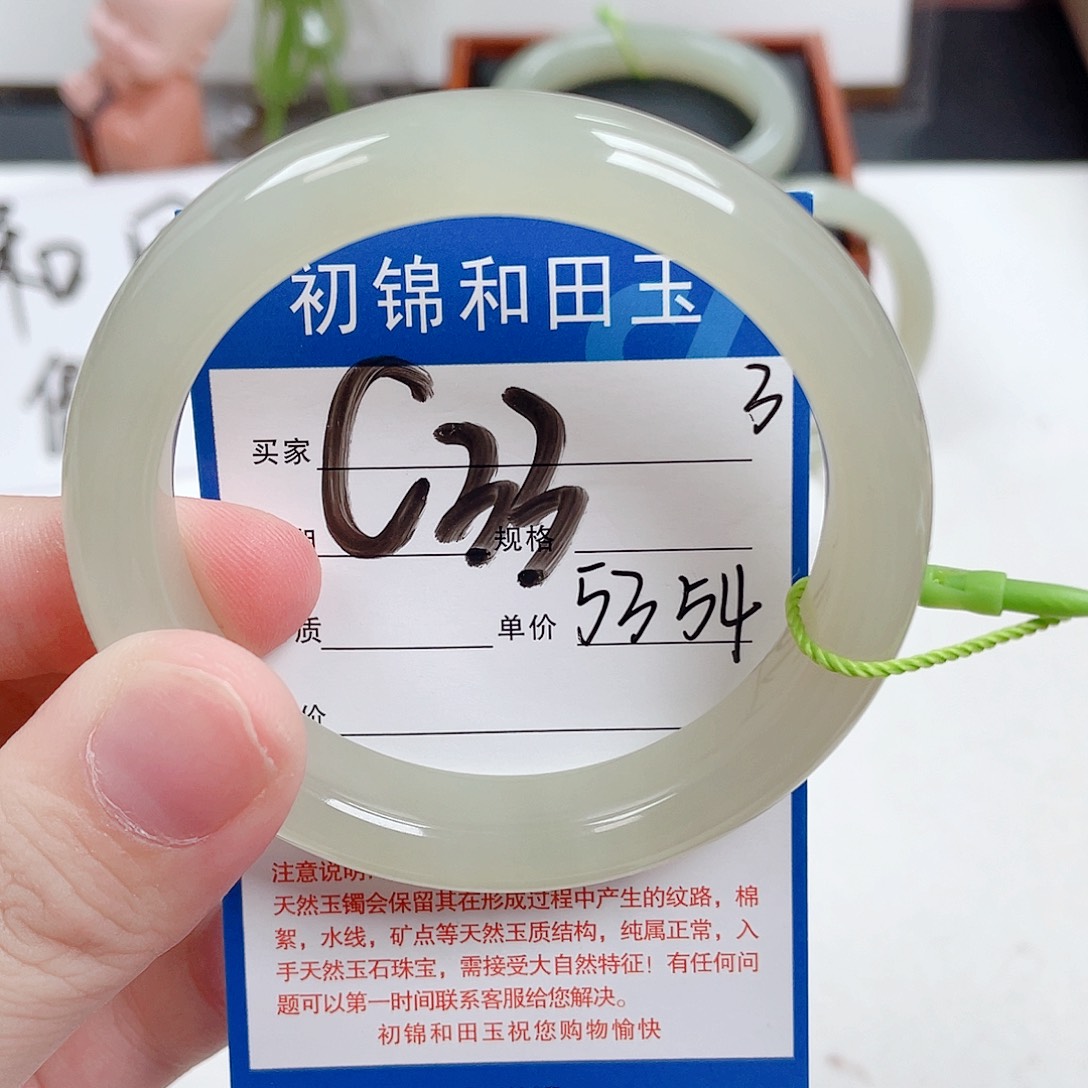 初锦和田玉
3
买家 C33
规格
质 单价 53 54
价
注意说明
天然玉镯会保留其在形成过程中产生的纹路，棉
絮，水线，矿点等天然玉质结构，纯属正常，入
手天然玉石珠宝，需接受大自然特征！有任何问
题可以第一时间联系客服给您解决。
初锦和田玉祝您购物愉快